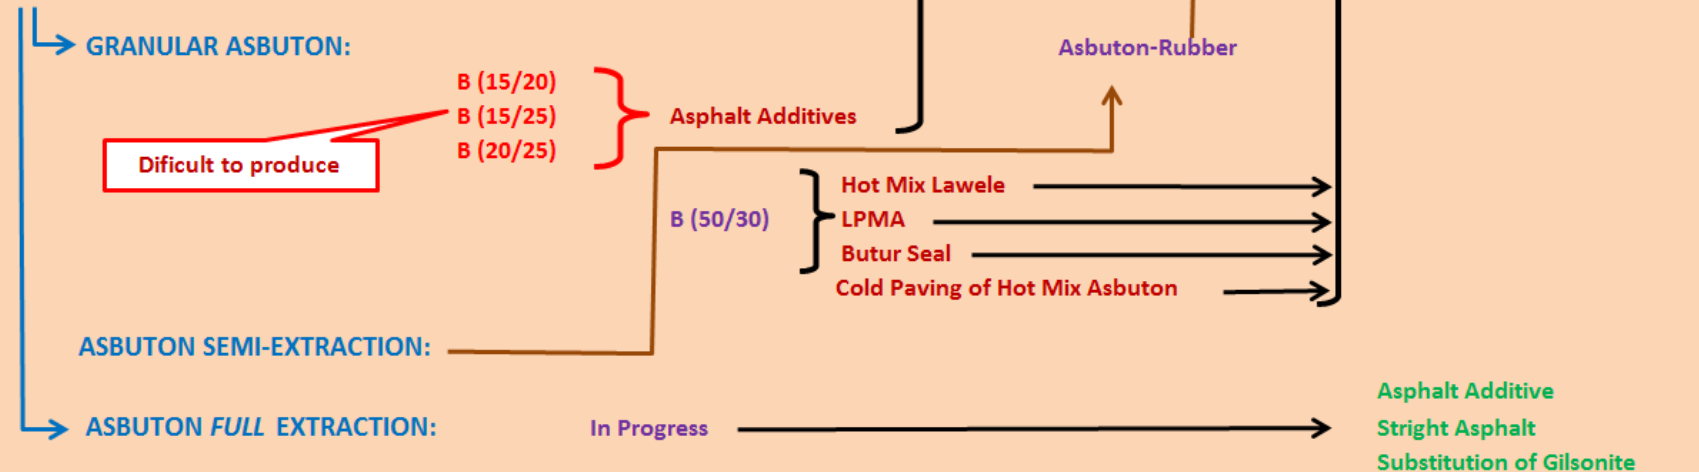 GRANULAR ASBUTON:
Asbuton-Rubber
B (15/20)
B (15/25)
Asphalt Additives
B (20/25)
Dificult to produce
Hot Mix Lawele
B (50/30)
LPMA
Butur Seal
Cold Paving of Hot Mix Asbuton
ASBUTON SEMI-EXTRACTION:
Asphalt Additive
ASBUTON FULL EXTRACTION:
In Progress
Stright Asphalt
Substitution of Gilsonite